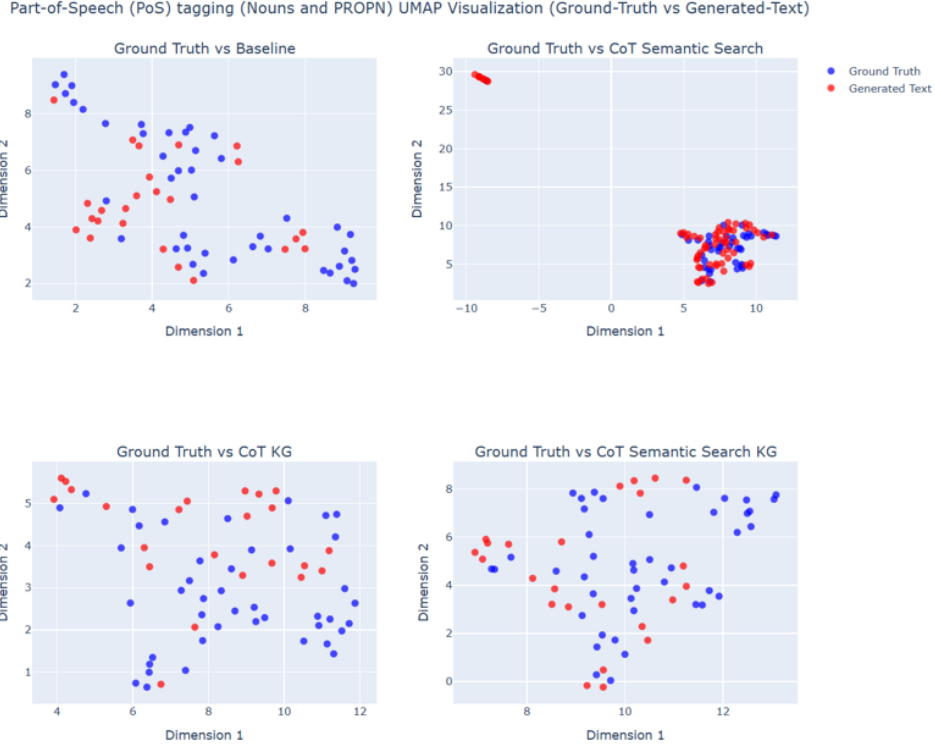 Part-of-Speech (PoS) tagging (Nouns and PROPN) UMAP Visualization (Ground-Truth vs Generated-Text)
Ground Truth vs Baseline
Dimension 2
8
6
4
2
2
4
6
8
Dimension 1
Ground Truth vs CoT Semantic Search
Dimension 2
30
25
20
15
10
5
−10
−5
0
5
10
Dimension 1
Ground Truth
Generated Text
Ground Truth vs CoT KG
Dimension 2
5
4
3
2
1
4
6
8
10
12
Dimension 1
Ground Truth vs CoT Semantic Search KG
Dimension 2
8
6
4
2
0
8
10
12
Dimension 1